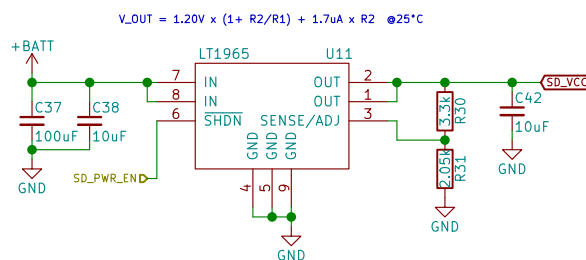 V_OUT = 1.20V x (1+ R2/R1) + 1.7uA x R2 @25*C
+BATT
LT1965 U11
7 IN OUT 2
8 IN OUT 1
6 SHDN SENSE/ADJ 3
GND GND GND
4 5 9
C37
100uF
C38
10uF
GND
SD_PWR_EN
GND
3.3k
R30
2.05k
R31
GND
C42
10uF
GND
SD_VCC